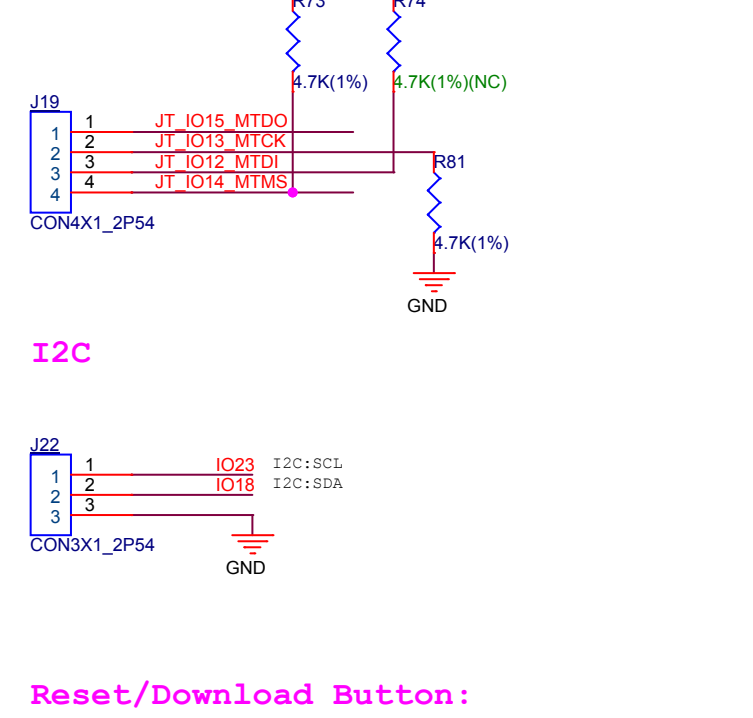 R73
R74
4.7K(1%)
4.7K(1%)(NC)
J19
1 1 JT_IO15_MTDO
2 2 JT_IO13_MTCK
3 3 JT_IO12_MTDI
4 4 JT_IO14_MTMS
CON4X1_2P54
R81
4.7K(1%)
GND
I2C
J22
1 1 IO23 I2C:SCL
2 2 IO18 I2C:SDA
3 3
CON3X1_2P54
GND
Reset/Download Button: